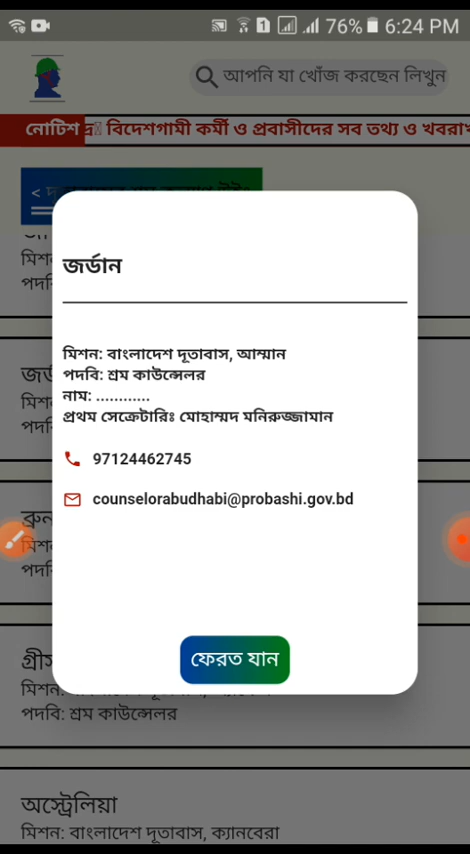 76% 6:24 PM
আপনি যা খোঁজ করছেন লিখুন
নোটিশ বিদেশগামী কর্মী ও প্রবাসীদের সব তথ্য ও
জর্ডান
মিশন: বাংলাদেশ দূতাবাস, আম্মান
পদবি: শ্রম কাউন্সেলর
নাম: ............
প্রথম সেক্রেটারিঃ মোহাম্মদ মনিরুজ্জামান
97124462745
counselorabudhabi@probashi.gov.bd
ফেরত যান
পদবি: শ্রম কাউন্সেলর
অস্ট্রেলিয়া
মিশন: বাংলাদেশ দূতাবাস, ক্যানবেরা